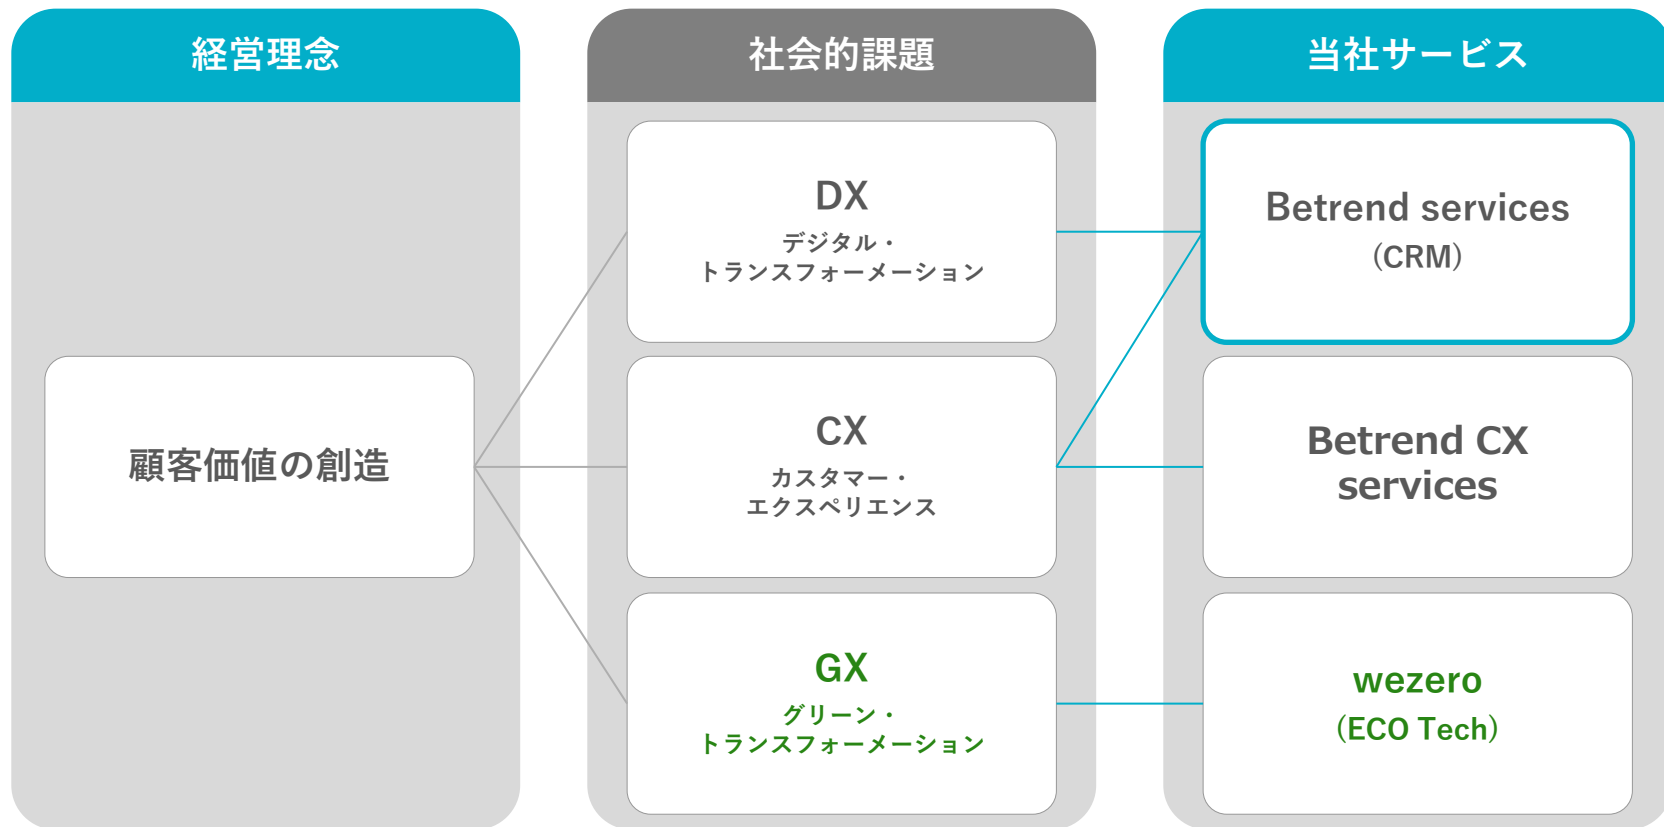 経営理念
社会的課題
当社サービス
顧客価値の創造
DX
デジタル・
トランスフォーメーション
CX
カスタマー・
エクスペリエンス
GX
グリーン・
トランスフォーメーション
Betrend services
(CRM)
Betrend CX
services
wezero
(ECO Tech)